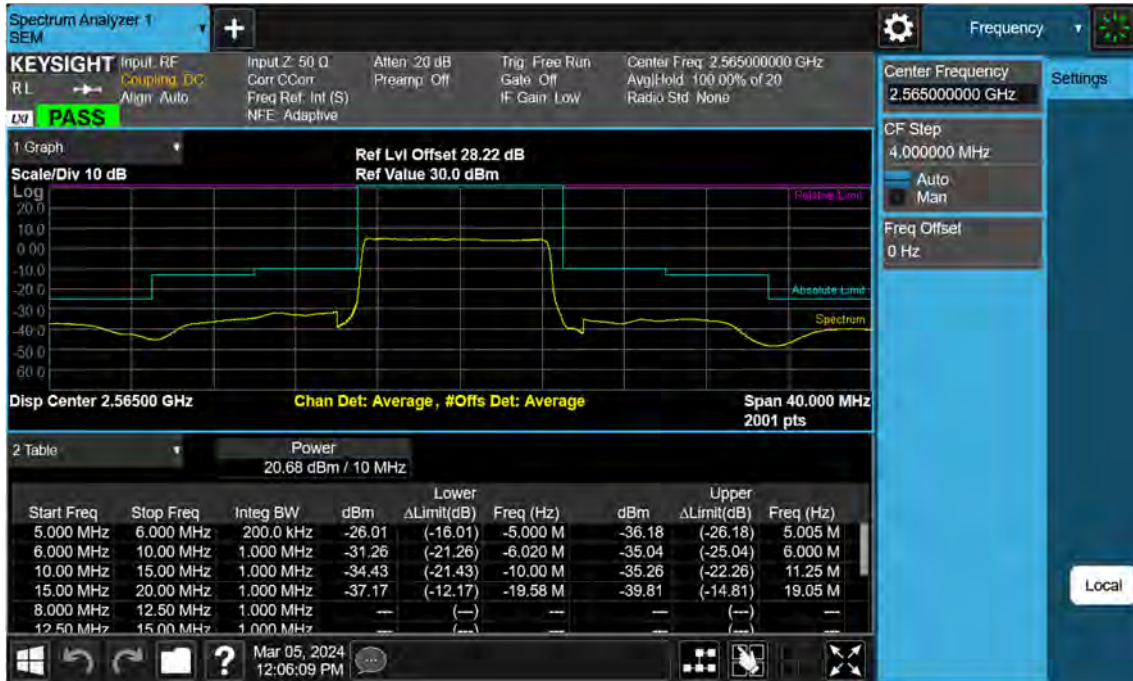 Spectrum Analyzer 1
SEM
+
Frequency
KEYSIGHT
RL
LXI
PASS
Input: RF
Coupling: DC
Align: Auto
Input Z: 50 Ω
Corr CCorr
Freq Ref: Int (S)
NFE: Adaptive
Atten: 20 dB
Preamp: Off
Trig: Free Run
Gate: Off
IF Gain: Low
Center Freq: 2.565000000 GHz
Avg|Hold: 100.00% of 20
Radio Std: None
Center Frequency
2.565000000 GHz
Settings
CF Step
4.000000 MHz
Auto
Man
Freq Offset
0 Hz
1 Graph
Scale/Div 10 dB
Ref Lvl Offset 28.22 dB
Ref Value 30.0 dBm
Log
20.0
10.0
0.00
-10.0
-20.0
-30.0
-40.0
-50.0
-60.0
Relative Limit
Absolute Limit
Spectrum
Disp Center 2.56500 GHz
Chan Det: Average, #Offs Det: Average
Span 40.000 MHz
2001 pts
2 Table
Power
20.68 dBm / 10 MHz
Lower Upper
Start Freq Stop Freq Integ BW dBm ΔLimit(dB) Freq (Hz) dBm ΔLimit(dB) Freq (Hz)
5.000 MHz 6.000 MHz 200.0 kHz -26.01 (-16.01) -5.000 M -36.18 (-26.18) 5.005 M
6.000 MHz 10.00 MHz 1.000 MHz -31.26 (-21.26) -6.020 M -35.04 (-25.04) 6.000 M
10.00 MHz 15.00 MHz 1.000 MHz -34.43 (-21.43) -10.00 M -35.26 (-22.26) 11.25 M
15.00 MHz 20.00 MHz 1.000 MHz -37.17 (-12.17) -19.58 M -39.81 (-14.81) 19.05 M
8.000 MHz 12.50 MHz 1.000 MHz --- (---) --- --- (---) ---
12.50 MHz 15.00 MHz 1.000 MHz --- (---) --- --- (---) ---
Local
?
Mar 05, 2024
12:06:09 PM